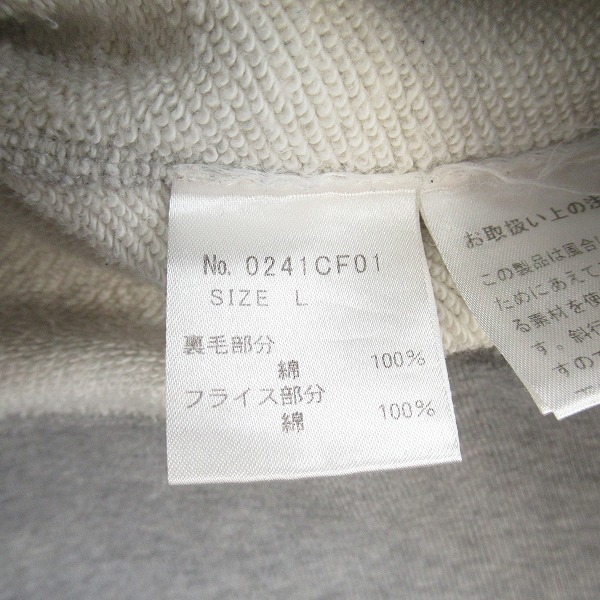 No. 0241CF01
SIZE L
裏毛部分
綿 100%
フライス部分
綿 100%
お取扱い上の注
この製品は風合い
ためにあえて
る素材を使
す。斜行
すので